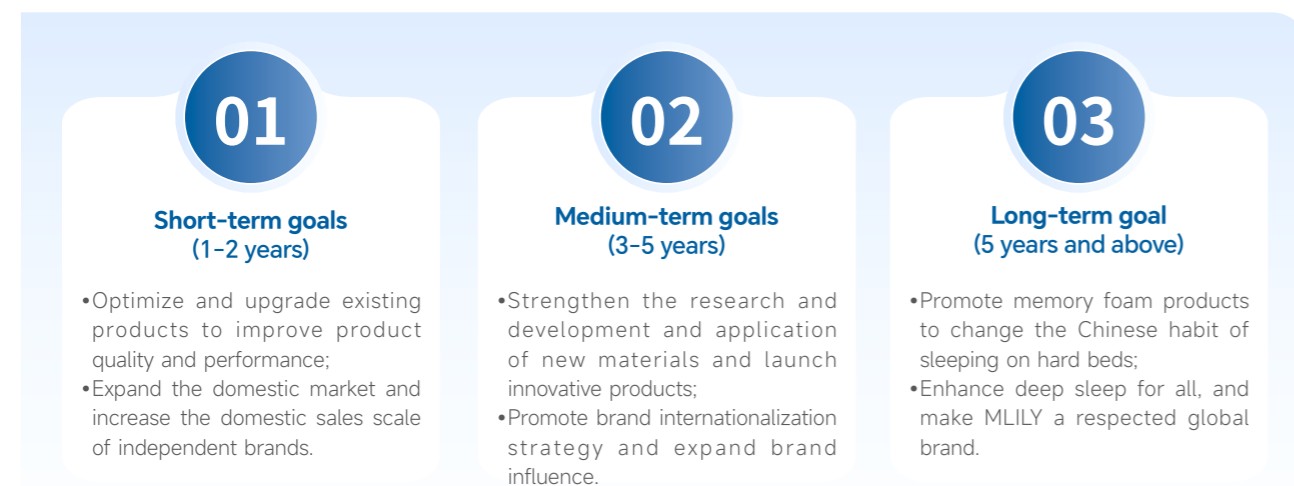 01
Short-term goals
(1-2 years)
•Optimize and upgrade existing
products to improve product
quality and performance;
•Expand the domestic market and
increase the domestic sales scale
of independent brands.
02
Medium-term goals
(3-5 years)
•Strengthen the research and
development and application
of new materials and launch
innovative products;
•Promote brand internationalization
strategy and expand brand
influence.
03
Long-term goal
(5 years and above)
•Promote memory foam products
to change the Chinese habit of
sleeping on hard beds;
•Enhance deep sleep for all, and
make MLILY a respected global
brand.